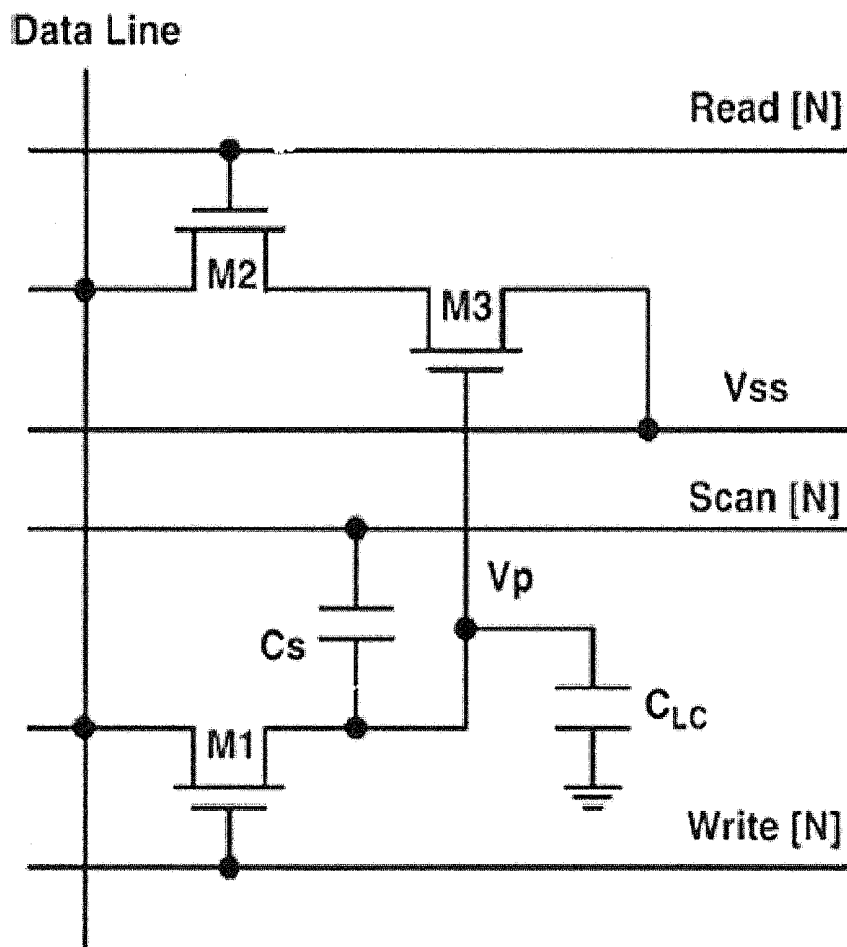 Data Line
Read [N]
M2
M3
Vss
Scan [N]
Vp
Cs
CLC
M1
Write [N]